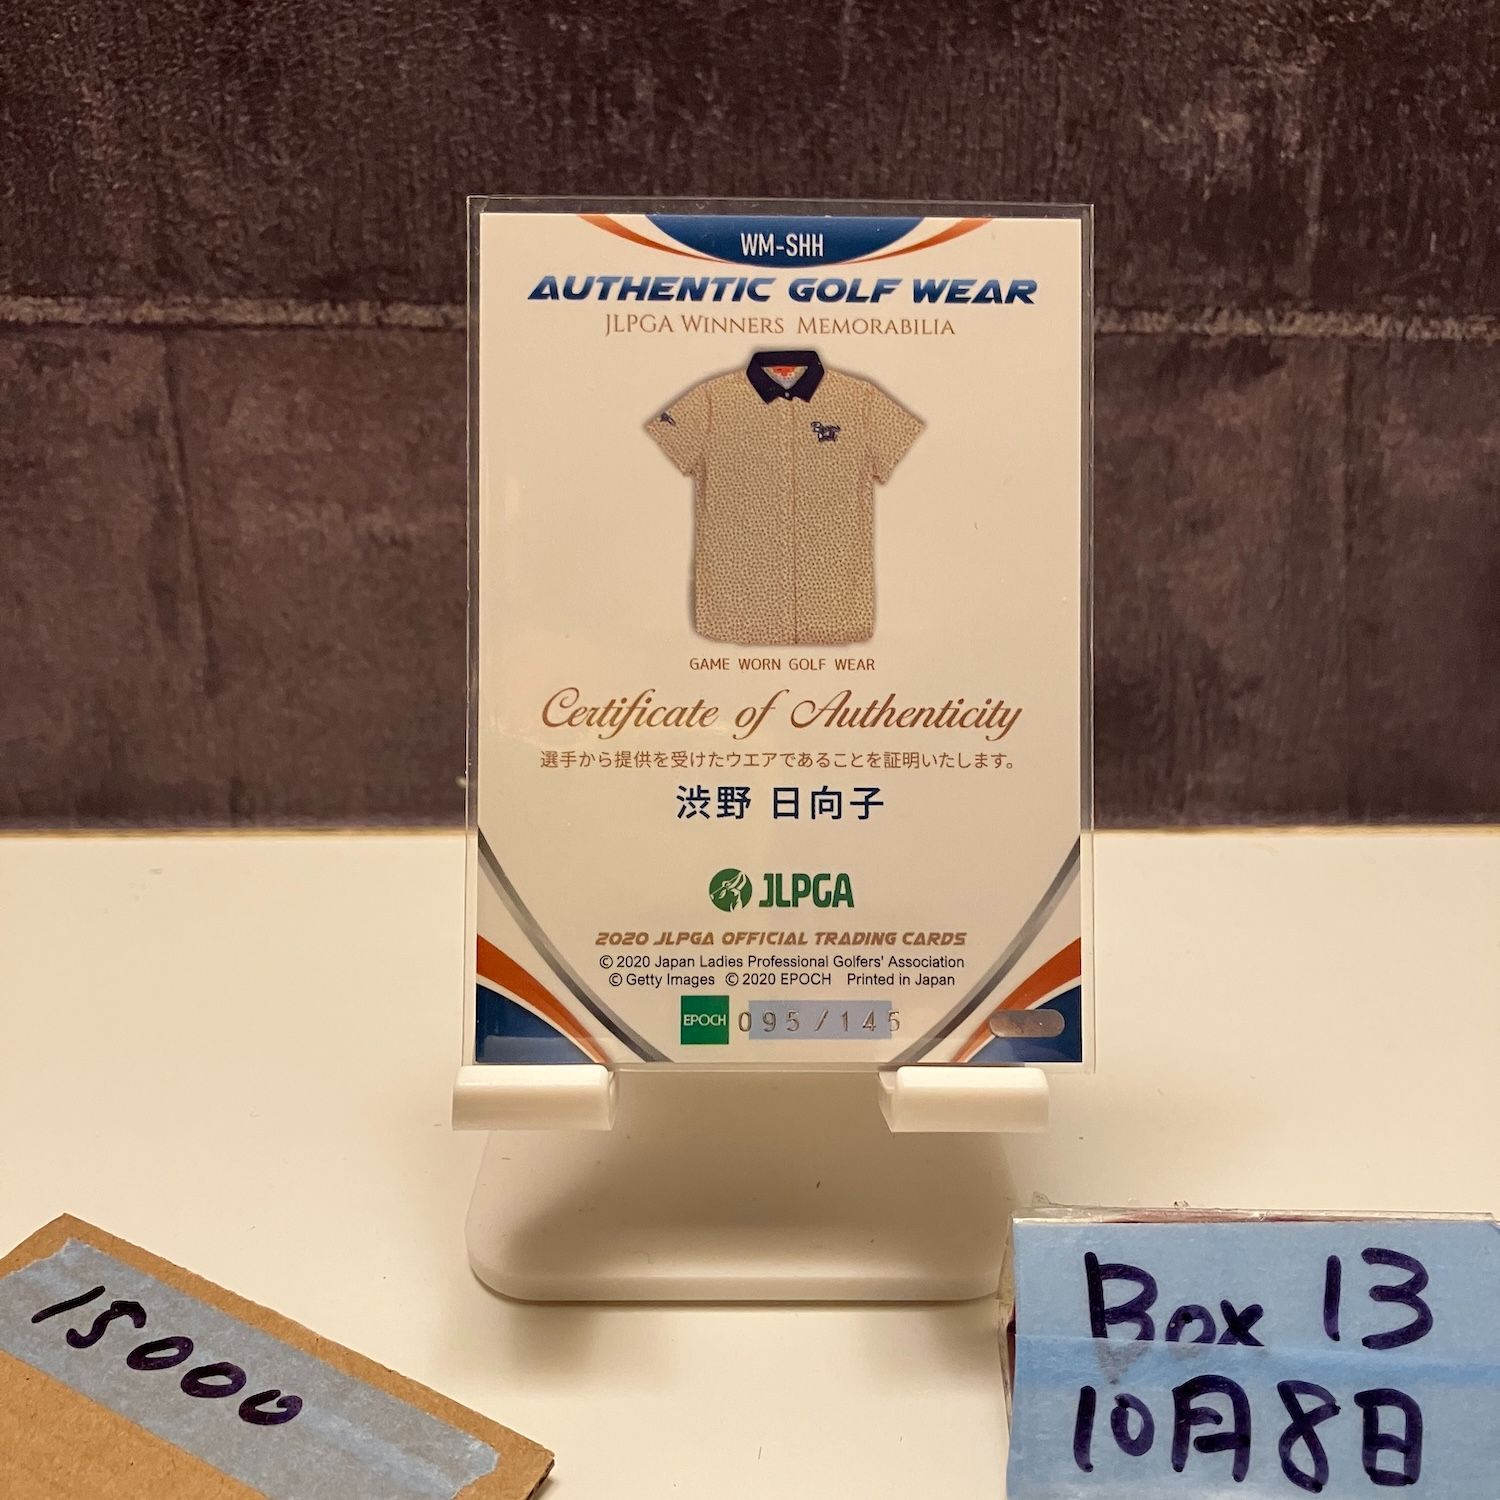 WM-SHH
AUTHENTIC GOLF WEAR
JLPGA WINNERS MEMORABILIA
GAME WORN GOLF WEAR
Certificate of Authenticity
選手から提供を受けたウエアであることを証明いたします。
渋野 日向子
JLPGA
2020 JLPGA OFFICIAL TRADING CARDS
© 2020 Japan Ladies Professional Golfers' Association
© Getty Images © 2020 EPOCH Printed in Japan
EPOCH 095/145
15000
Box 13
10月8日